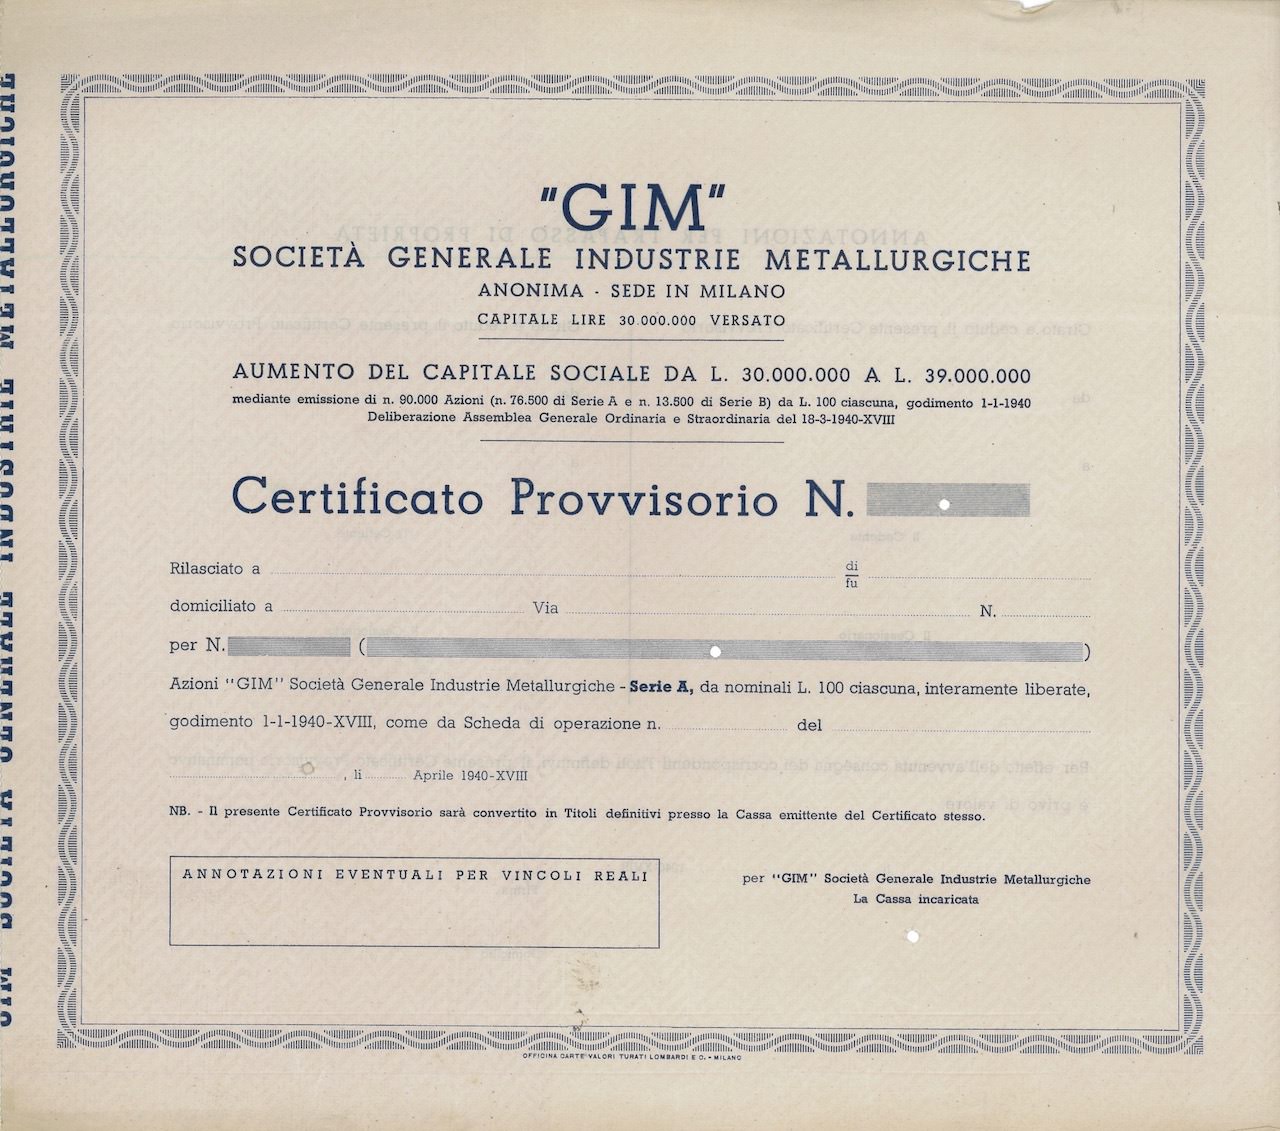 "GIM"
SOCIETÀ GENERALE INDUSTRIE METALLURGICHE
ANONIMA - SEDE IN MILANO
CAPITALE LIRE 30.000.000 VERSATO
AUMENTO DEL CAPITALE SOCIALE DA L. 30.000.000 A L. 39.000.000
mediante emissione di n. 90.000 Azioni (n. 76.500 di Serie A e n. 13.500 di Serie B) da L. 100 ciascuna, godimento 1-1-1940
Deliberazione Assemblea Generale Ordinaria e Straordinaria del 18-3-1940-XVIII
Certificato Provvisorio N.
Rilasciato a di
fu
domiciliato a Via N.
per N. ( )
Azioni "GIM" Società Generale Industrie Metallurgiche - Serie A, da nominali L. 100 ciascuna, interamente liberate,
godimento 1-1-1940-XVIII, come da Scheda di operazione n. del
, li Aprile 1940-XVIII
NB. - Il presente Certificato Provvisorio sarà convertito in Titoli definitivi presso la Cassa emittente del Certificato stesso.
ANNOTAZIONI EVENTUALI PER VINCOLI REALI
per "GIM" Società Generale Industrie Metallurgiche
La Cassa incaricata
OFFICINA CARTE VALORI TURATI LOMBARDI E C. - MILANO
GIM SOCIETÀ GENERALE INDUSTRIE METALLURGICHE